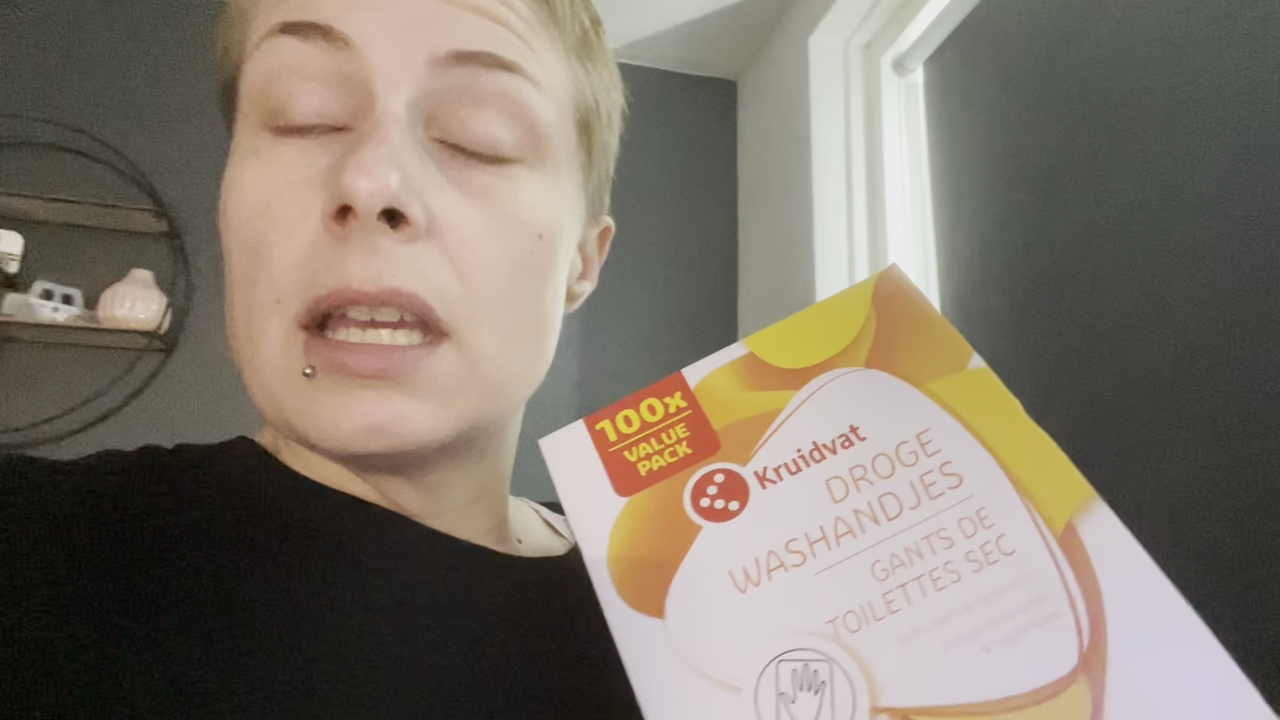 100x
VALUE
PACK
Kruidvat
DROGE
WASHANDJES
GANTS DE
TOILETTES SEC